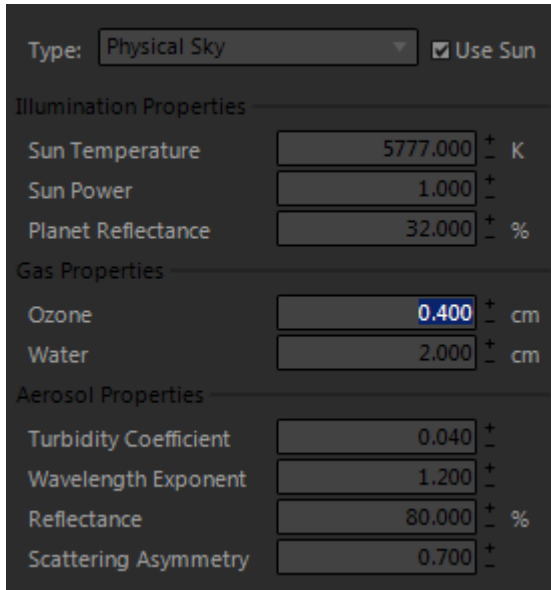 Type: Physical Sky Use Sun
Illumination Properties
Sun Temperature 5777.000 + - K
Sun Power 1.000 + -
Planet Reflectance 32.000 + - %
Gas Properties
Ozone 0.400 + - cm
Water 2.000 + - cm
Aerosol Properties
Turbidity Coefficient 0.040 + -
Wavelength Exponent 1.200 + -
Reflectance 80.000 + - %
Scattering Asymmetry 0.700 + -